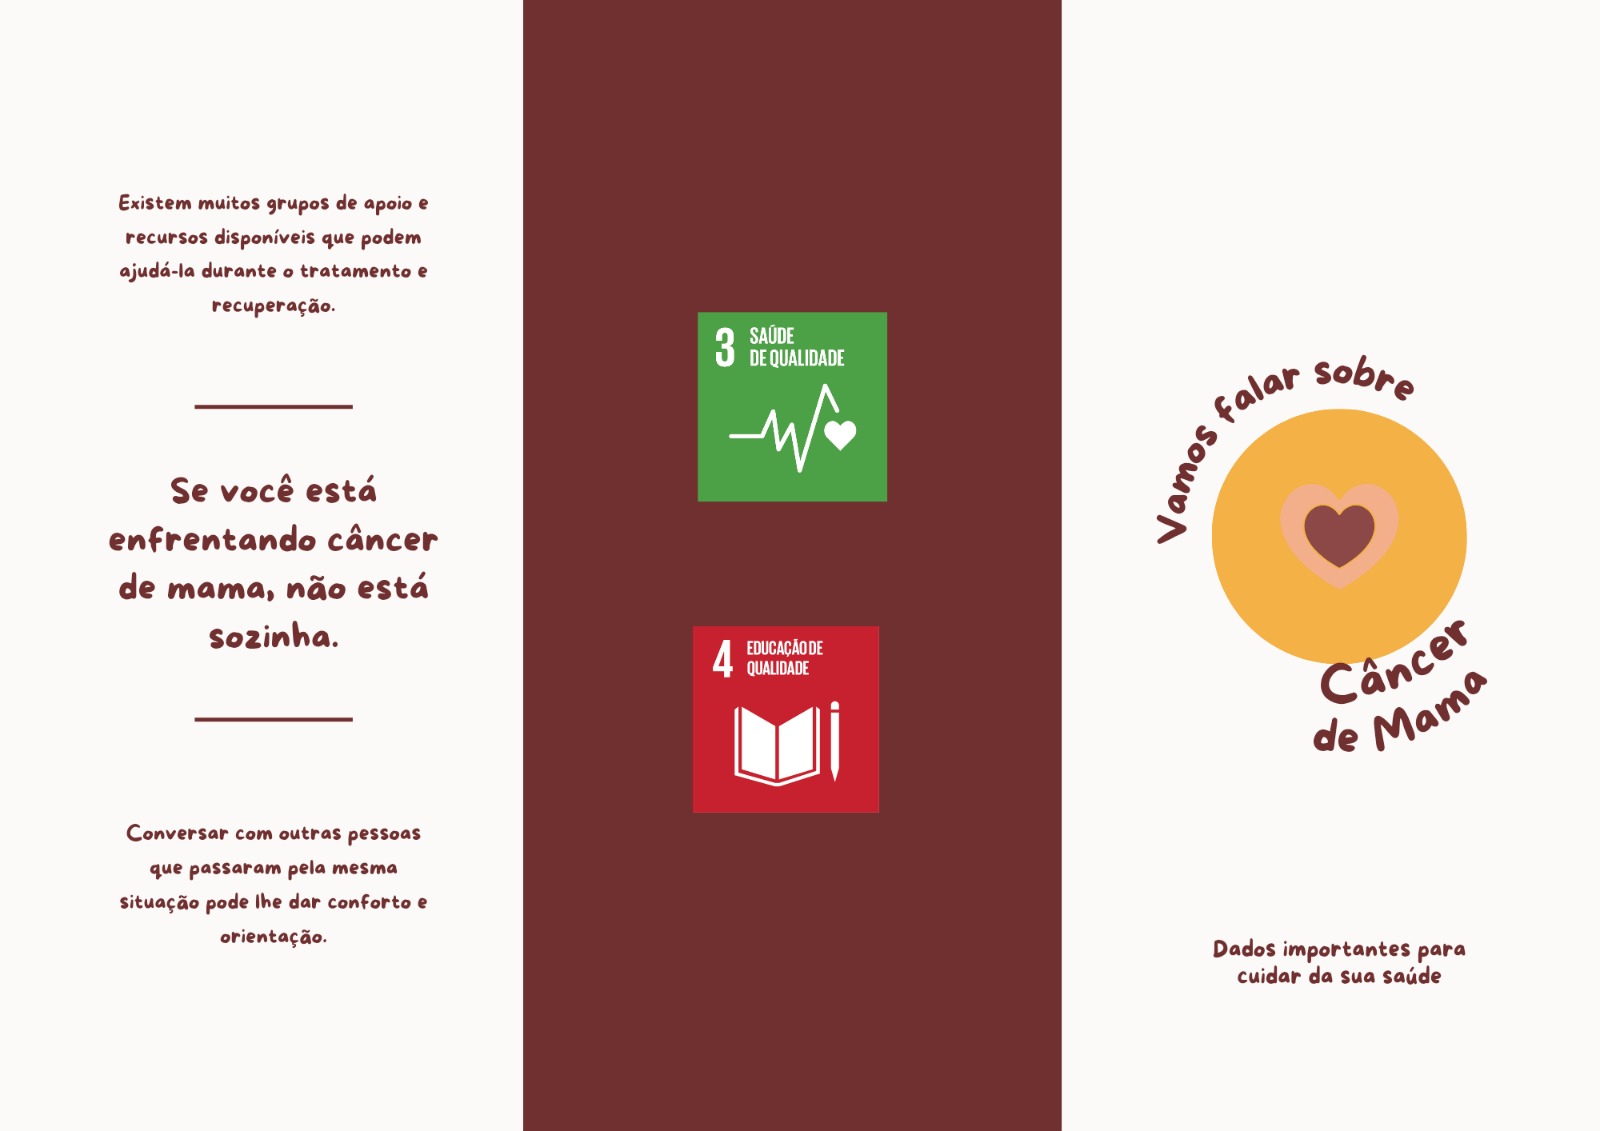 Existem muitos grupos de apoio e
recursos disponíveis que podem
ajudá-la durante o tratamento e
recuperação.
Se você está
enfrentando câncer
de mama, não está
sozinha.
Conversar com outras pessoas
que passaram pela mesma
situação pode lhe dar conforto e
orientação.
3 SAÚDE
DE QUALIDADE
4 EDUCAÇÃO DE
QUALIDADE
Vamos falar sobre
Câncer
de Mama
Dados importantes para
cuidar da sua saúde